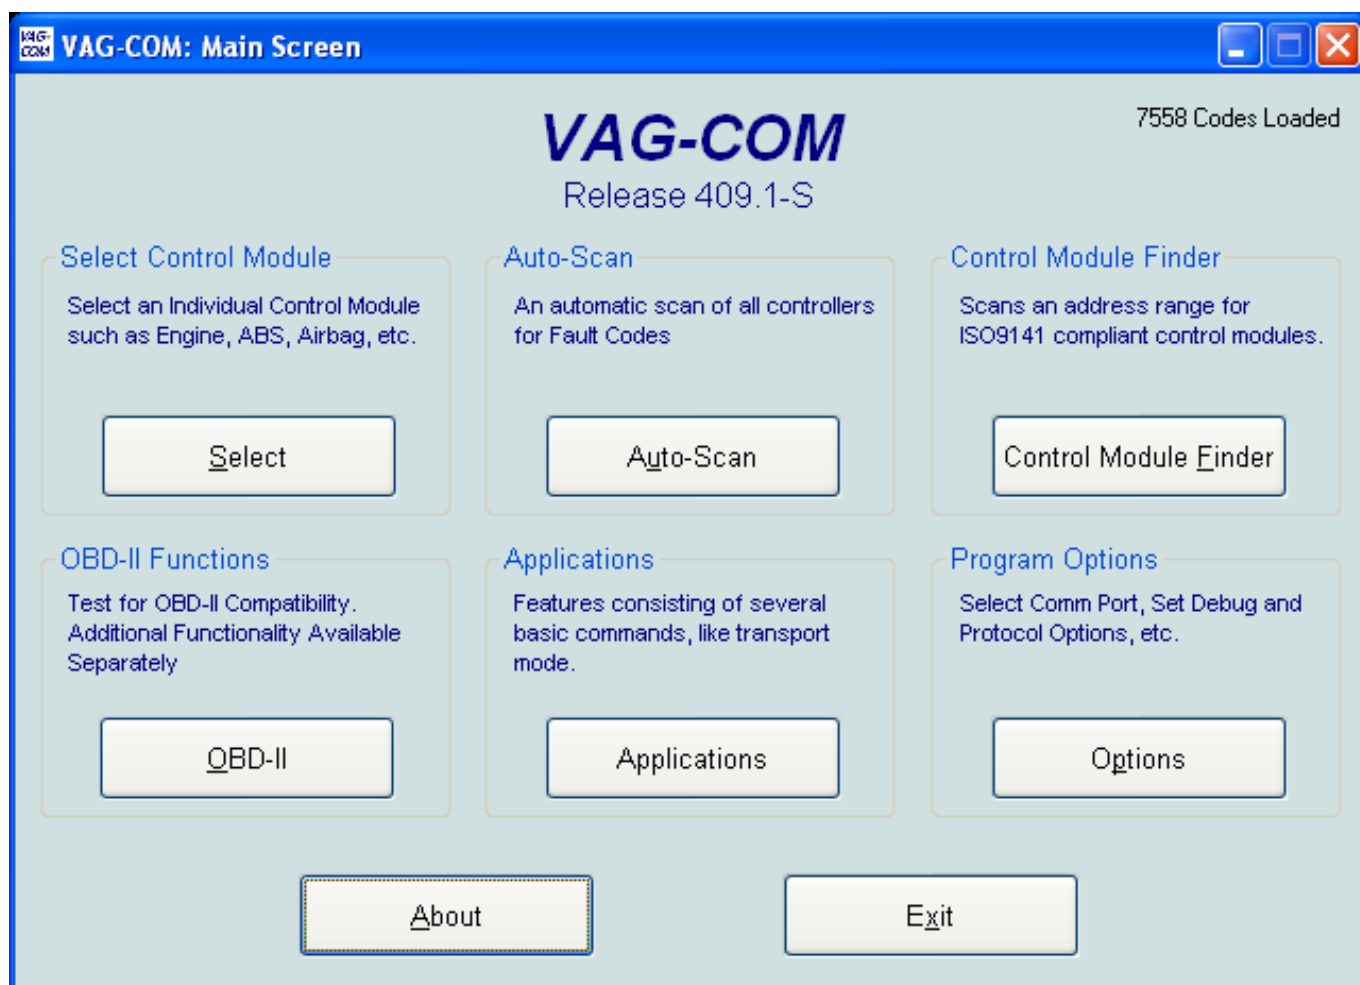 VAG-COM
VAG-COM: Main Screen
7558 Codes Loaded
VAG-COM
Release 409.1-S
Select Control Module
Select an Individual Control Module
such as Engine, ABS, Airbag, etc.
Select
Auto-Scan
An automatic scan of all controllers
for Fault Codes
Auto-Scan
Control Module Finder
Scans an address range for
ISO9141 compliant control modules.
Control Module Finder
OBD-II Functions
Test for OBD-II Compatibility.
Additional Functionality Available
Separately
OBD-II
Applications
Features consisting of several
basic commands, like transport
mode.
Applications
Program Options
Select Comm Port, Set Debug and
Protocol Options, etc.
Options
About
Exit